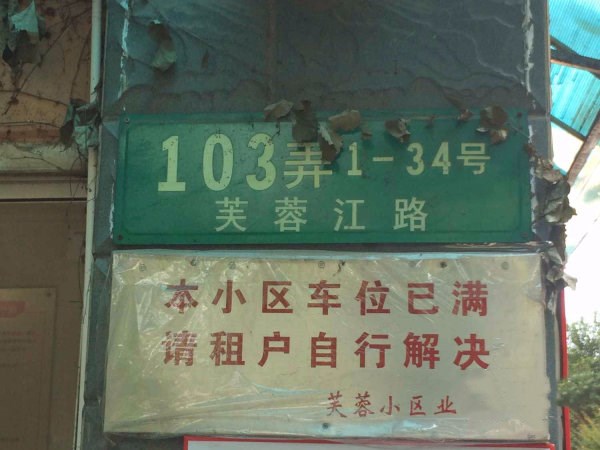 103弄 1-34号
芙蓉江路
本小区车位已满
请租户自行解决
芙蓉小区业